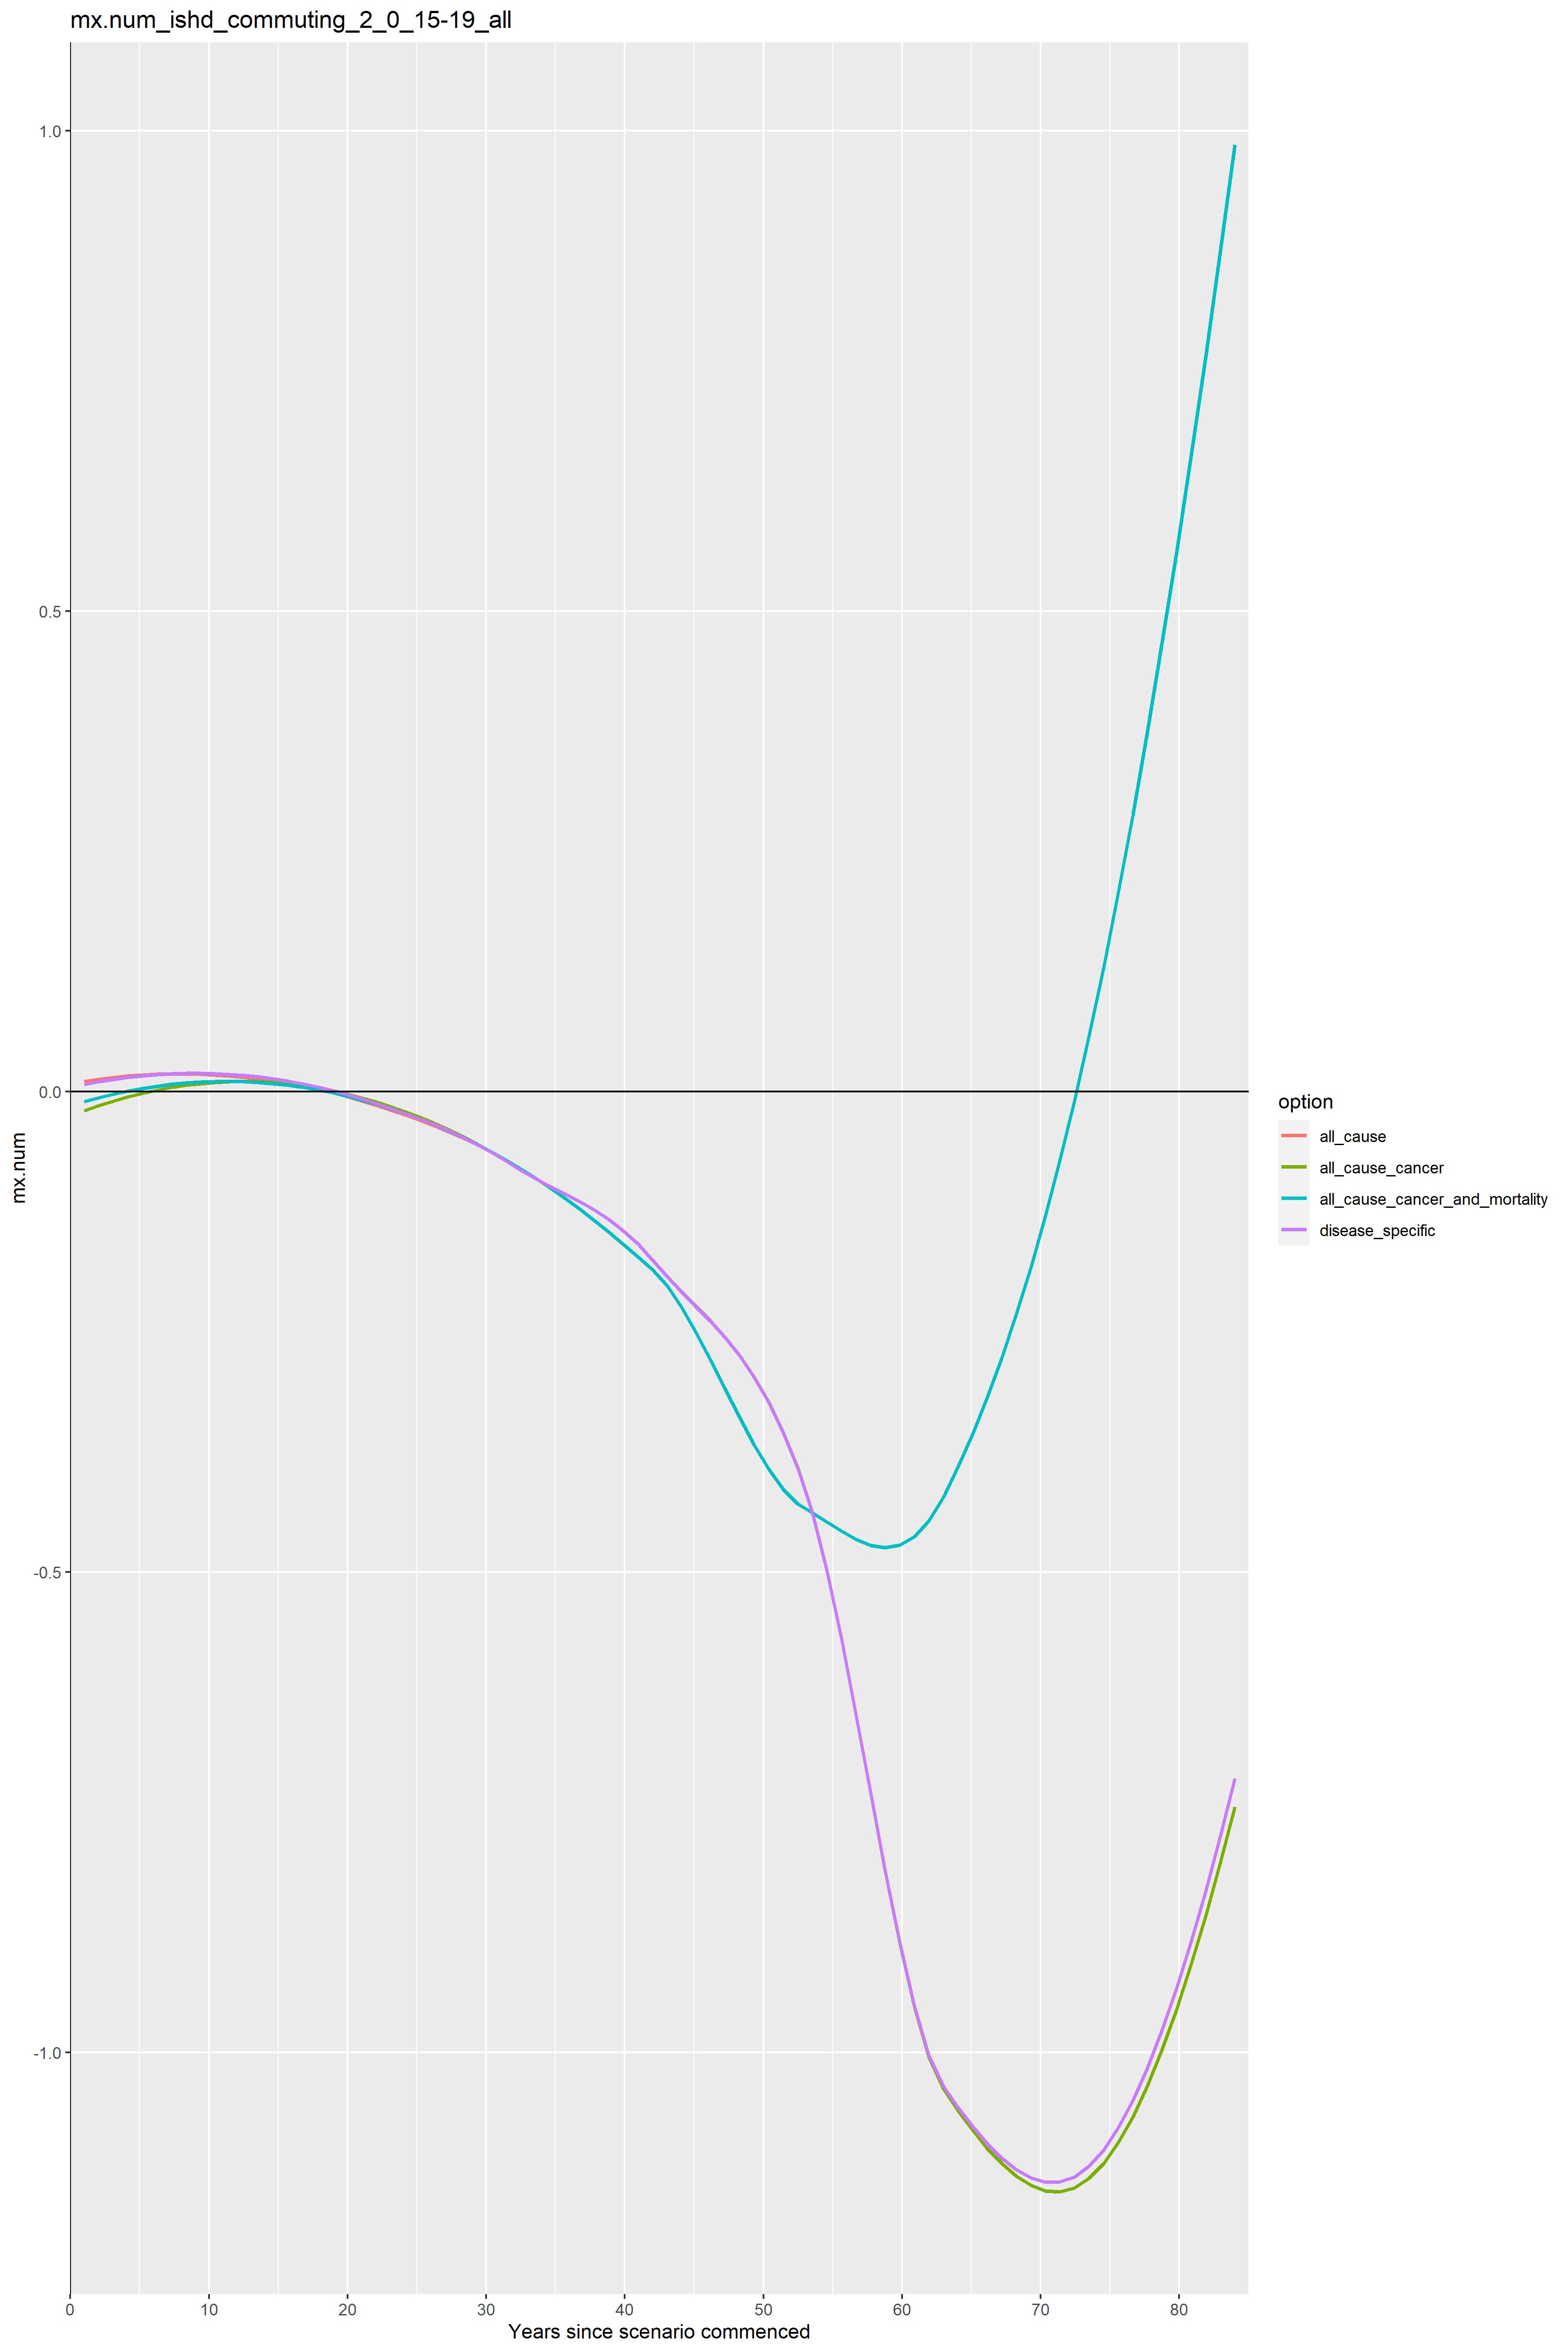 mx.num_ishd_commuting_2_0_15-19_all
1.0
0.5
0.0
-0.5
-1.0
mx.num
0 10 20 30 40 50 60 70 80
Years since scenario commenced
option
all_cause
all_cause_cancer
all_cause_cancer_and_mortality
disease_specific